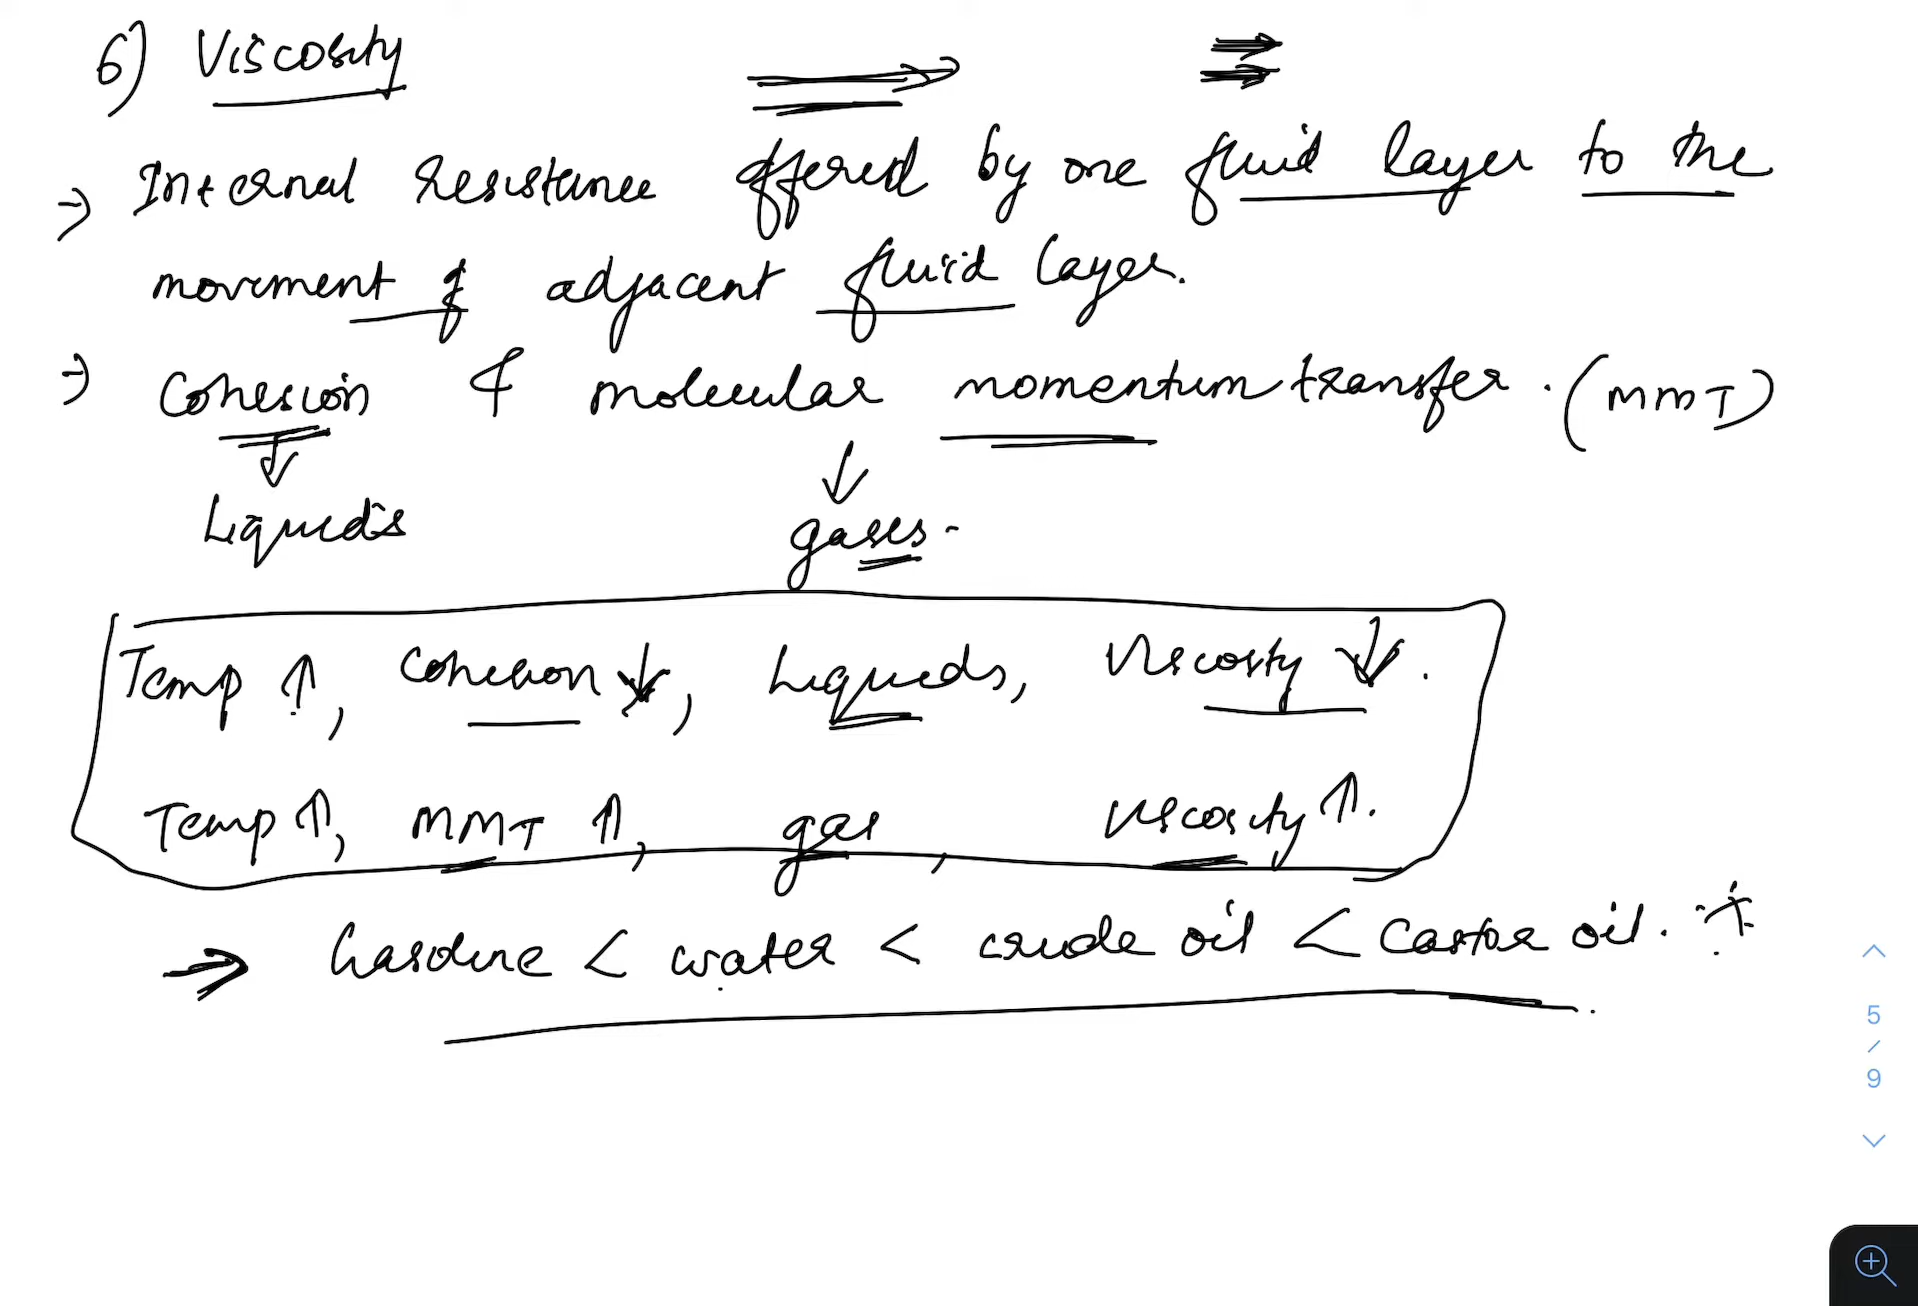 6) Viscosity
→ Internal resistance offered by one fluid layer to the
movement of adjacent fluid layer.
→ Cohesion & molecular momentum transfer. (MMT)
↓ ↓
Liquids gases.
Temp ↑, Cohesion ↓, Liquids, Viscosity ↓.
Temp ↑, MMT ↑, gas, Viscosity ↑.
⇒ Gasoline < water < crude oil < Castor oil. *
5
/
9